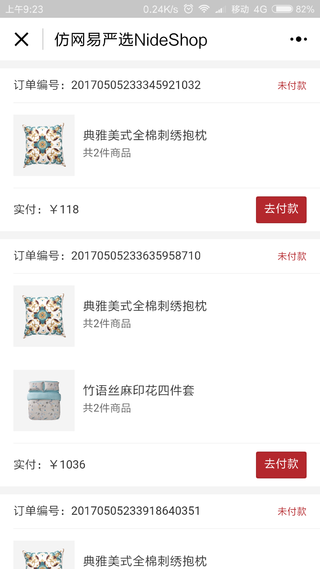 上午9:23
0.24K/s 移动 4G 82%
仿网易严选NideShop
订单编号：20170505233345921032 未付款
典雅美式全棉刺绣抱枕
共2件商品
实付：￥118 去付款
订单编号：20170505233635958710 未付款
典雅美式全棉刺绣抱枕
共2件商品
竹语丝麻印花四件套
共2件商品
实付：￥1036 去付款
订单编号：20170505233918640351 未付款
典雅美式全棉刺绣抱枕